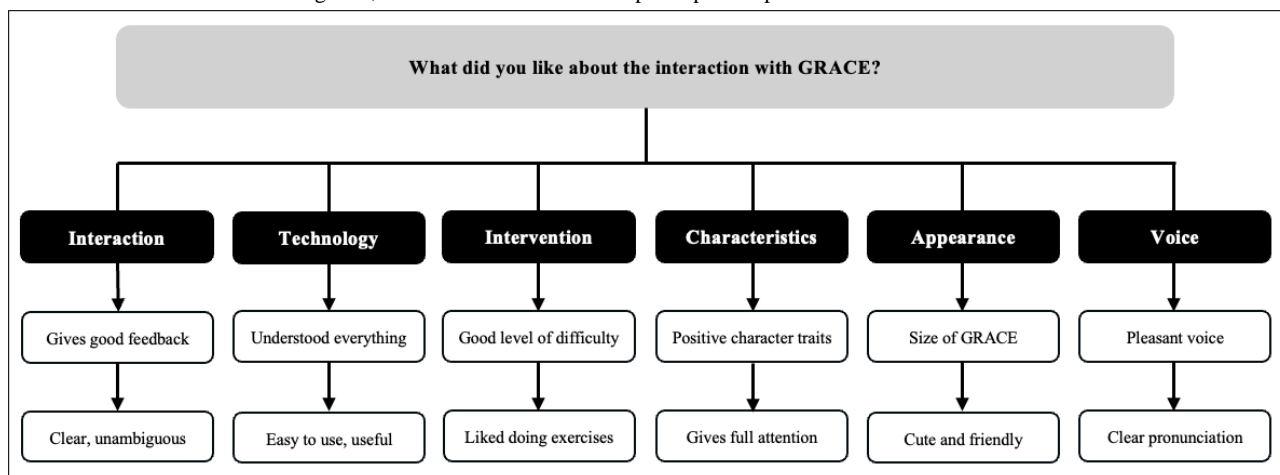 What did you like about the interaction with GRACE?
Interaction
Technology
Intervention
Characteristics
Appearance
Voice
Gives good feedback
Understood everything
Good level of difficulty
Positive character traits
Size of GRACE
Pleasant voice
Clear, unambiguous
Easy to use, useful
Liked doing exercises
Gives full attention
Cute and friendly
Clear pronunciation